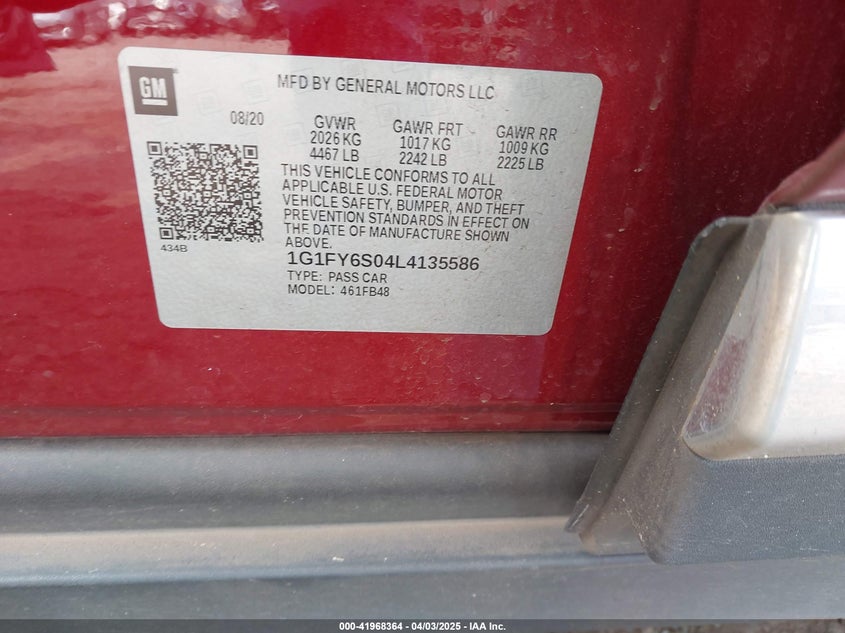 GM
MFD BY GENERAL MOTORS LLC
08/20
GVWR
2026 KG
4467 LB
GAWR FRT
1017 KG
2242 LB
GAWR RR
1009 KG
2225 LB
THIS VEHICLE CONFORMS TO ALL
APPLICABLE U.S. FEDERAL MOTOR
VEHICLE SAFETY, BUMPER, AND THEFT
PREVENTION STANDARDS IN EFFECT ON
THE DATE OF MANUFACTURE SHOWN
ABOVE.
434B
1G1FY6S04L4135586
TYPE: PASS CAR
MODEL: 461FB48
000-41968364 - 04/03/2025 - IAA Inc.